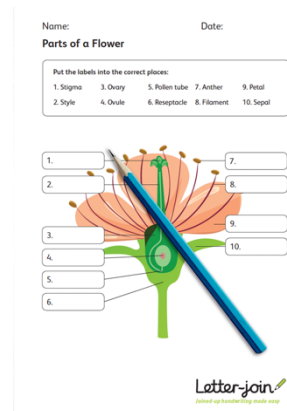 Name: Date:
Parts of a Flower
Put the labels into the correct places:
1. Stigma 3. Ovary 5. Pollen tube 7. Anther 9. Petal
2. Style 4. Ovule 6. Reseptacle 8. Filament 10. Sepal
1. 7.
2. 8.
9.
3. 10.
4.
5.
6.
Letter-join
Joined-up handwriting made easy